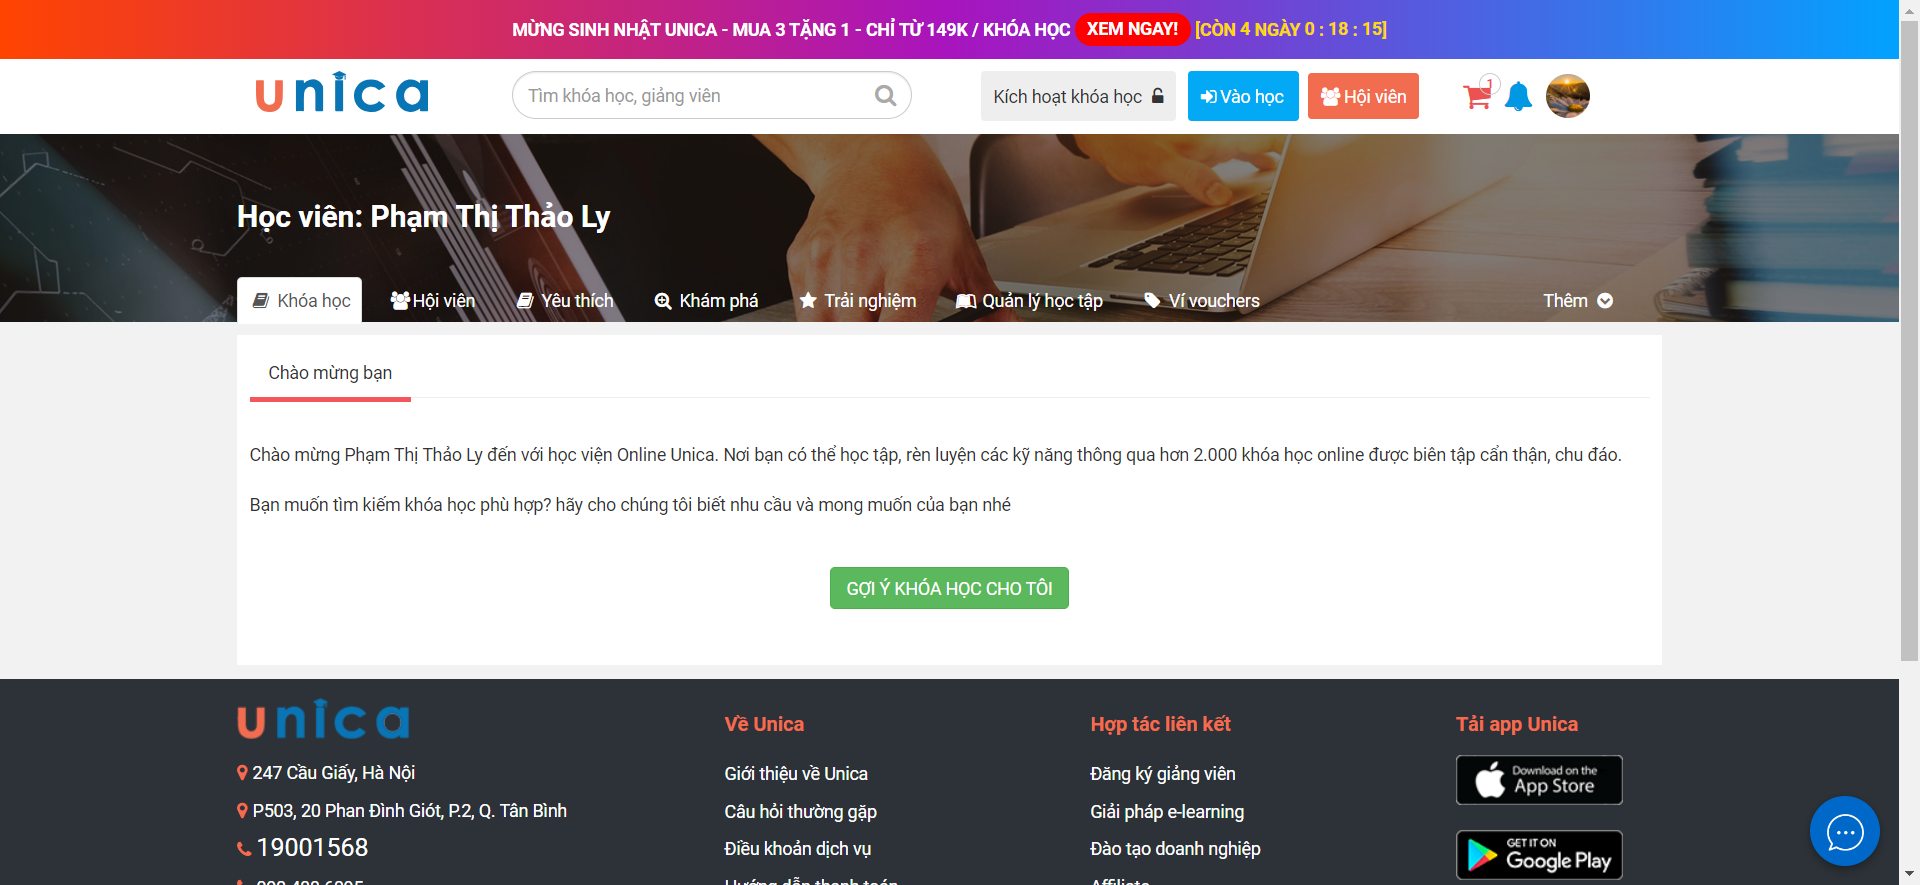 MỪNG SINH NHẬT UNICA - MUA 3 TẶNG 1 - CHỈ TỪ 149K / KHÓA HỌC XEM NGAY! [CÒN 4 NGÀY 0 : 18 : 15]
unica Tìm khóa học, giảng viên Kích hoạt khóa học Vào học Hội viên 1
Học viên: Phạm Thị Thảo Ly
Khóa học Hội viên Yêu thích Khám phá Trải nghiệm Quản lý học tập Ví vouchers Thêm
Chào mừng bạn
Chào mừng Phạm Thị Thảo Ly đến với học viện Online Unica. Nơi bạn có thể học tập, rèn luyện các kỹ năng thông qua hơn 2.000 khóa học online được biên tập cẩn thận, chu đáo.
Bạn muốn tìm kiếm khóa học phù hợp? hãy cho chúng tôi biết nhu cầu và mong muốn của bạn nhé
GỢI Ý KHÓA HỌC CHO TÔI
unica
247 Cầu Giấy, Hà Nội
P503, 20 Phan Đình Giót, P.2, Q. Tân Bình
19001568
Về Unica
Giới thiệu về Unica
Câu hỏi thường gặp
Điều khoản dịch vụ
Hướng dẫn thanh toán
Hợp tác liên kết
Đăng ký giảng viên
Giải pháp e-learning
Đào tạo doanh nghiệp
Affiliate
Tải app Unica
Download on the
App Store
GET IT ON
Google Play